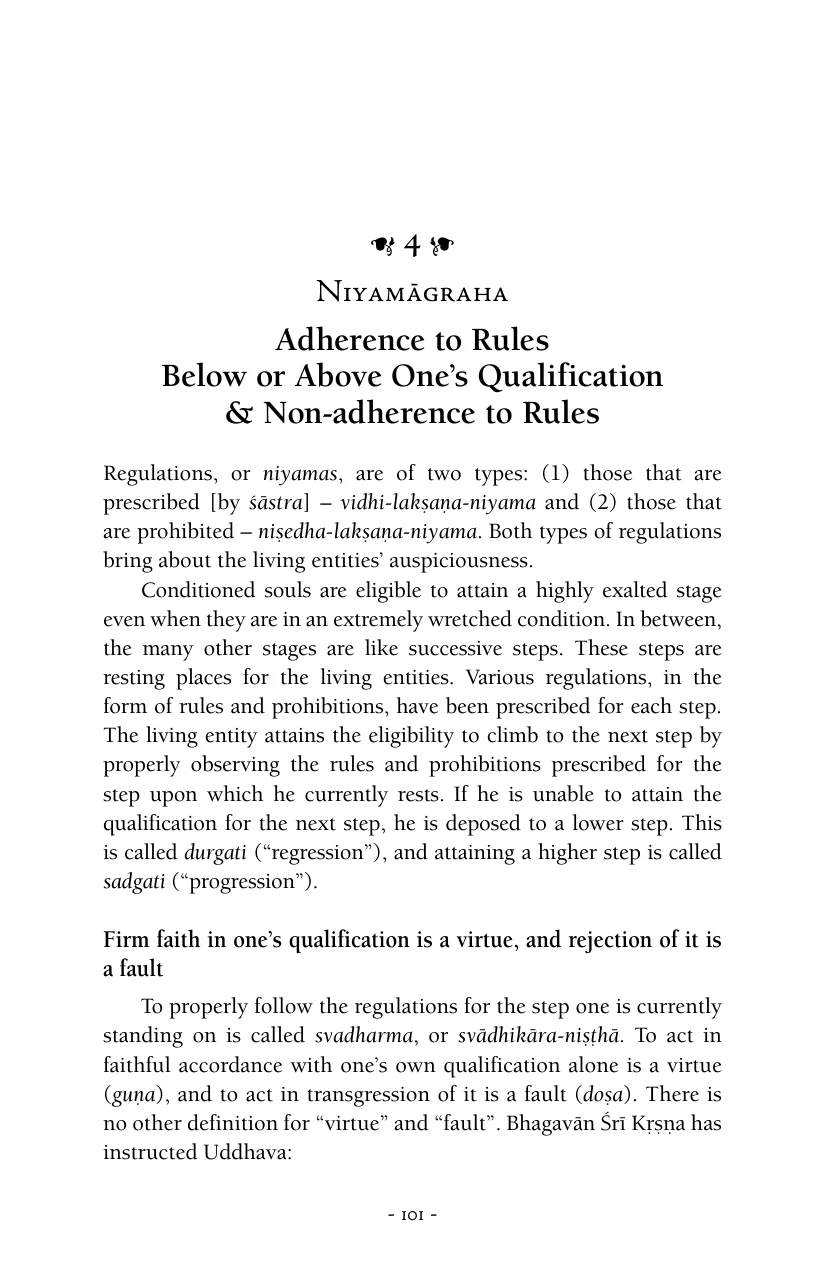 4
Niyamāgraha
Adherence to Rules
Below or Above One’s Qualification
& Non-adherence to Rules
Regulations, or niyamas, are of two types: (1) those that are
prescribed [by śāstra] – vidhi-lakṣaṇa-niyama and (2) those that
are prohibited – niṣedha-lakṣaṇa-niyama. Both types of regulations
bring about the living entities’ auspiciousness.
Conditioned souls are eligible to attain a highly exalted stage
even when they are in an extremely wretched condition. In between,
the many other stages are like successive steps. These steps are
resting places for the living entities. Various regulations, in the
form of rules and prohibitions, have been prescribed for each step.
The living entity attains the eligibility to climb to the next step by
properly observing the rules and prohibitions prescribed for the
step upon which he currently rests. If he is unable to attain the
qualification for the next step, he is deposed to a lower step. This
is called durgati (“regression”), and attaining a higher step is called
sadgati (“progression”).
Firm faith in one’s qualification is a virtue, and rejection of it is
a fault
To properly follow the regulations for the step one is currently
standing on is called svadharma, or svādhikāra-niṣṭhā. To act in
faithful accordance with one’s own qualification alone is a virtue
(guṇa), and to act in transgression of it is a fault (doṣa). There is
no other definition for “virtue” and “fault”. Bhagavān Śrī Kṛṣṇa has
instructed Uddhava:
- 101 -